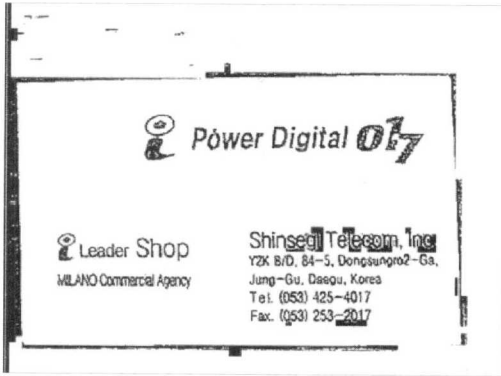 Power Digital 017
Leader Shop
MILANO Commercial Agency
Shinsegi Telecom, Inc
Y2K B/D, 84-5, Dongsungro2-Ga,
Jung-Gu, Daegu, Korea
Tel. (053) 425-4017
Fax. (053) 253-2017